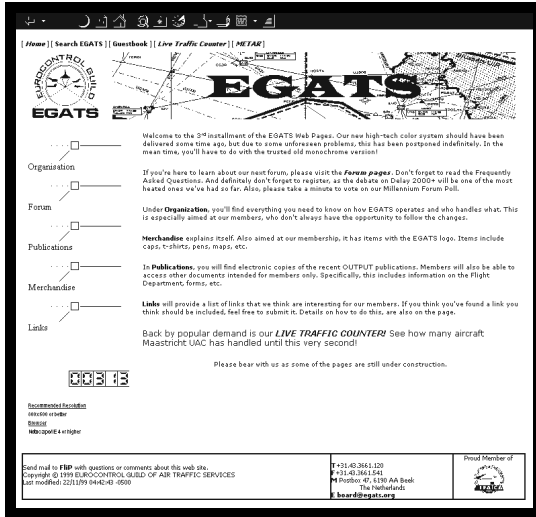 [ Home ] [ Search EGATS ] [ Guestbook ] [ Live Traffic Counter ] [ METAR ]
EUROCONTROL GUILD
EGATS
EGATS
Welcome to the 3rd installment of the EGATS Web Pages. Our new high-tech color system should have been
delivered some time ago, but due to some unforeseen problems, this has been postponed indefinitely. In the
mean time, you'll have to do with the trusted old monochrome version!
If you're here to learn about our next forum, please visit the Forum pages. Don't forget to read the Frequently
Asked Questions. And definitely don't forget to register, as the debate on Delay 2000+ will be one of the most
heated ones we've had so far. Also, please take a minute to vote on our Millennium Forum Poll.
Under Organization, you'll find everything you need to know on how EGATS operates and who handles what. This
is especially aimed at our members, who don't always have the opportunity to follow the changes.
Merchandise explains itself. Also aimed at our membership, it has items with the EGATS logo. Items include
caps, t-shirts, pens, maps, etc.
In Publications, you will find electronic copies of the recent OUTPUT publications. Members will also be able to
access other documents intended for members only. Specifically, this includes information on the Flight
Department, forms, etc.
Links will provide a list of links that we think are interesting for our members. If you think you've found a link you
think should be included, feel free to submit it. Details on how to do this, are also on the page.
Back by popular demand is our LIVE TRAFFIC COUNTER! See how many aircraft
Maastricht UAC has handled until this very second!
Please bear with us as some of the pages are still under construction.
Organisation
Forum
Publications
Merchandise
Links
00313
Recommended Resolution
800x600 or better
Browser
Netscape/IE 4 or higher
Send mail to FliP with questions or comments about this web site.
Copyright © 1999 EUROCONTROL GUILD OF AIR TRAFFIC SERVICES
Last modified: 22/11/99 04:42:43 -0500
T +31.43.3661.120
F +31.43.3661.541
M Postbox 47, 6190 AA Beek
The Netherlands
E board@egats.org
Proud Member of
IFATCA